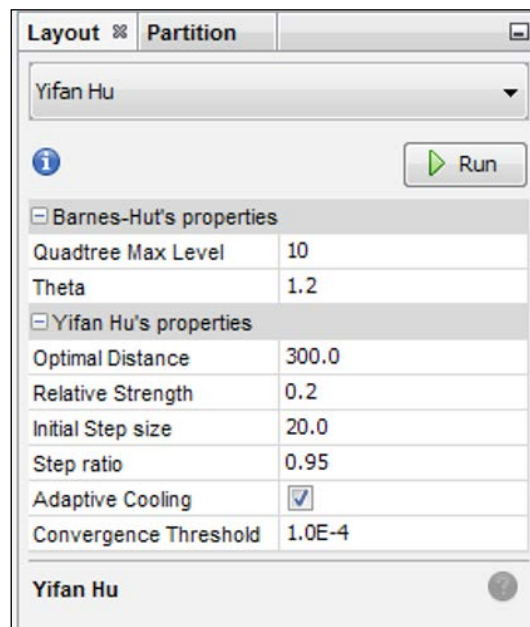 Layout Partition
Yifan Hu
Run
Barnes-Hut's properties
Quadtree Max Level 10
Theta 1.2
Yifan Hu's properties
Optimal Distance 300.0
Relative Strength 0.2
Initial Step size 20.0
Step ratio 0.95
Adaptive Cooling
Convergence Threshold 1.0E-4
Yifan Hu